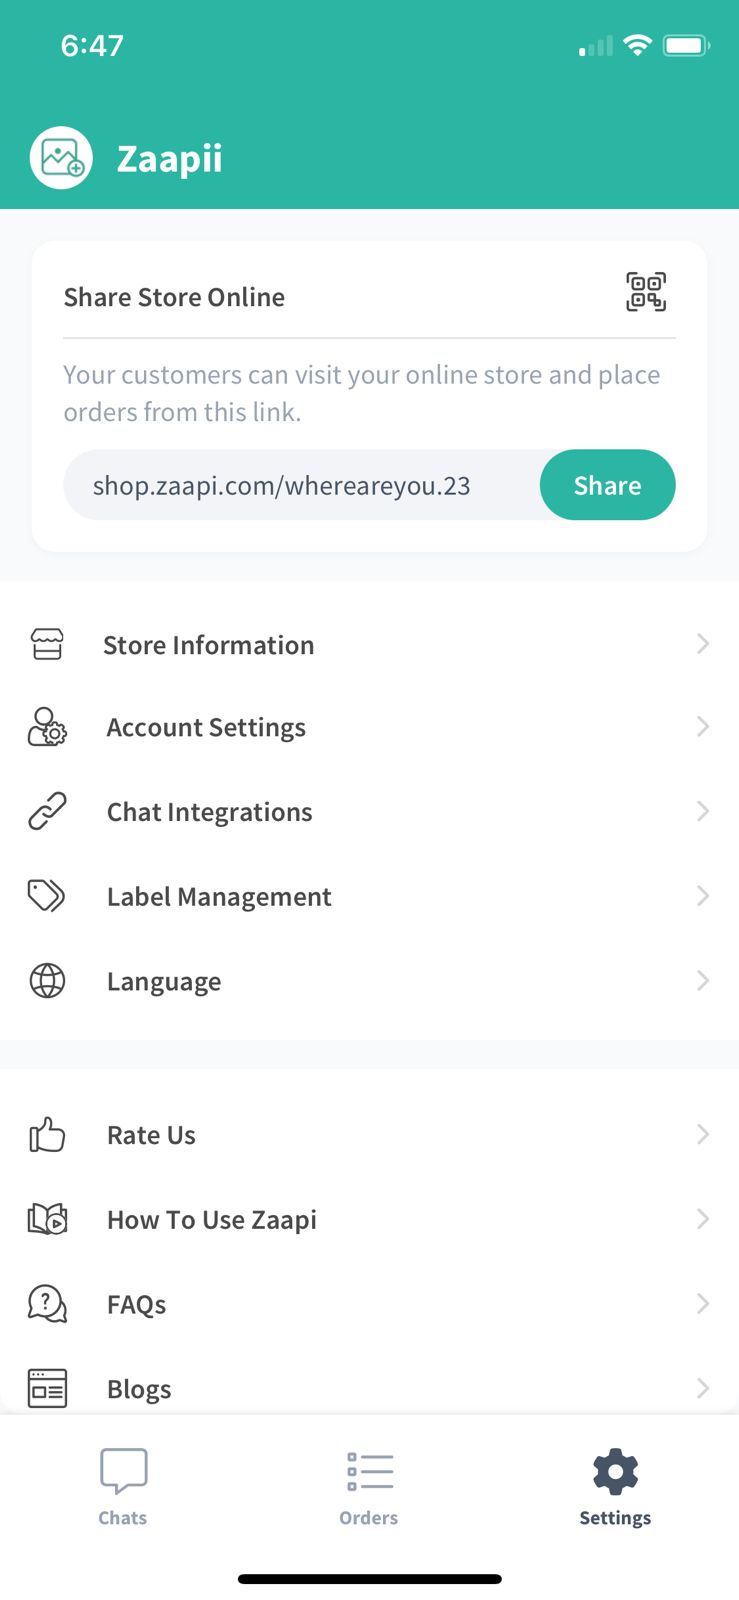 6:47
Zaapii
Share Store Online
Your customers can visit your online store and place
orders from this link.
shop.zaapi.com/whereareyou.23
Share
Store Information
Account Settings
Chat Integrations
Label Management
Language
Rate Us
How To Use Zaapi
FAQs
Blogs
Chats
Orders
Settings